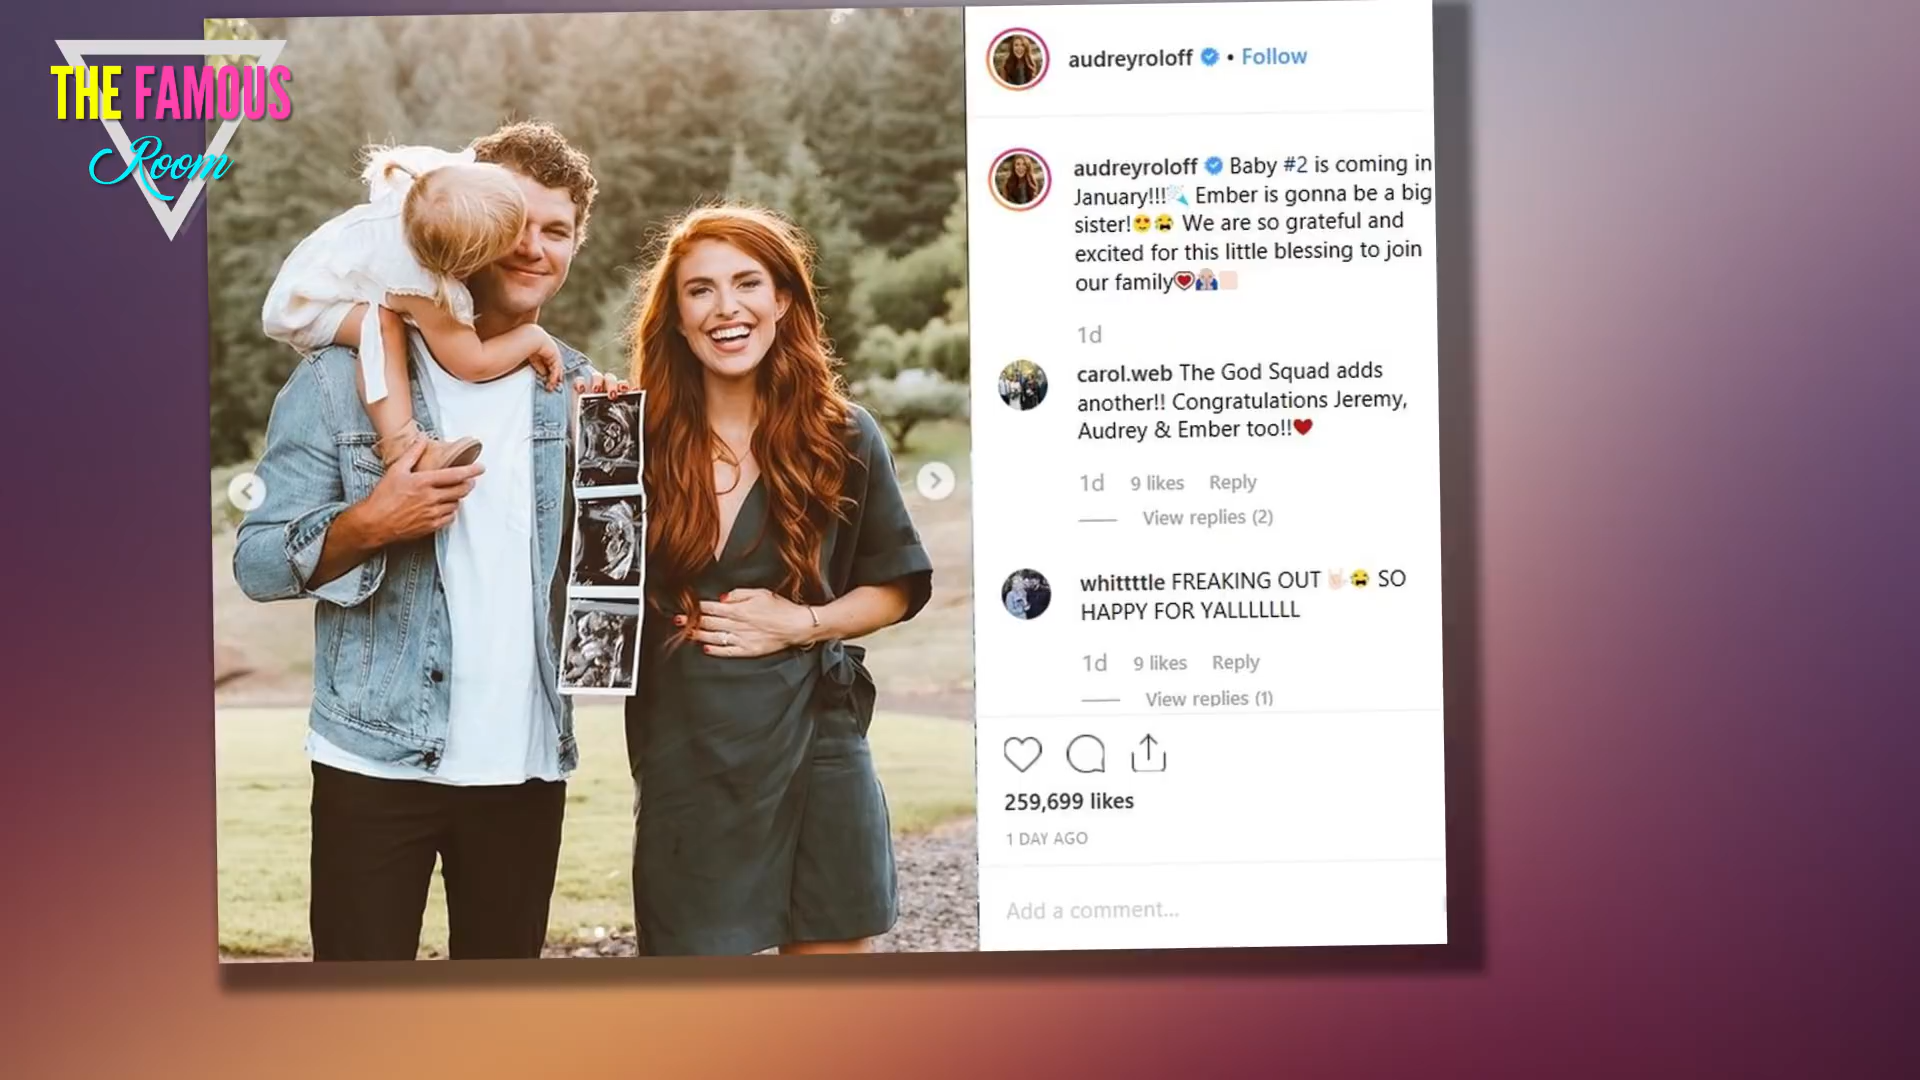 THE FAMOUS
Room
audreyroloff • Follow
audreyroloff Baby #2 is coming in
January!!! Ember is gonna be a big
sister!😍😭 We are so grateful and
excited for this little blessing to join
our family
1d
carol.web The God Squad adds
another!! Congratulations Jeremy,
Audrey & Ember too!!❤
1d 9 likes Reply
View replies (2)
whittttle FREAKING OUT 🤘🏻😭 SO
HAPPY FOR YALLLLLLL
1d 9 likes Reply
View replies (1)
259,699 likes
1 DAY AGO
Add a comment...